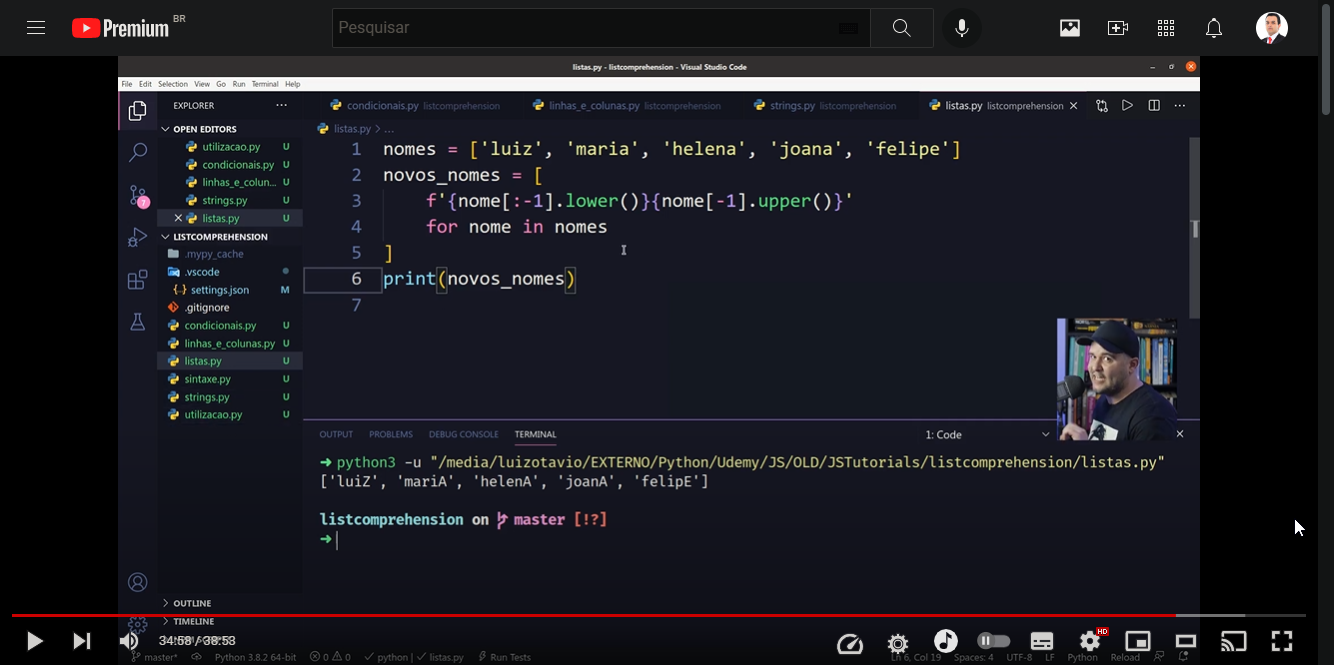 Premium BR
Pesquisar
listas.py - listcomprehension - Visual Studio Code
File Edit Selection View Go Run Terminal Help
EXPLORER ···
condicionais.py listcomprehension
linhas_e_colunas.py listcomprehension
strings.py listcomprehension
listas.py listcomprehension
OPEN EDITORS
utilizacao.py U
condicionais.py U
linhas_e_colun... U
strings.py U
listas.py U
LISTCOMPREHENSION
.mypy_cache
.vscode
settings.json M
.gitignore
condicionais.py U
linhas_e_colunas.py U
listas.py U
sintaxe.py U
strings.py U
utilizacao.py U
OUTLINE
TIMELINE
7
listas.py > ...
1 nomes = ['luiz', 'maria', 'helena', 'joana', 'felipe']
2 novos_nomes = [
3 f'{nome[:-1].lower()}{nome[-1].upper()}'
4 for nome in nomes
5 ]
6 print(novos_nomes)
7
OUTPUT PROBLEMS DEBUG CONSOLE TERMINAL
1: Code
➜ python3 -u "/media/luizotavio/EXTERNO/Python/Udemy/JS/OLD/JSTutorials/listcomprehension/listas.py"
['luiZ', 'mariA', 'helenA', 'joanA', 'felipE']
listcomprehension on master [!?]
➜
34:58 / 38:53
HD
master* Python 3.8.2 64-bit 0 0 python | listas.py Run Tests
Ln 6, Col 19 Spaces: 4 UTF-8 LF Python Reload